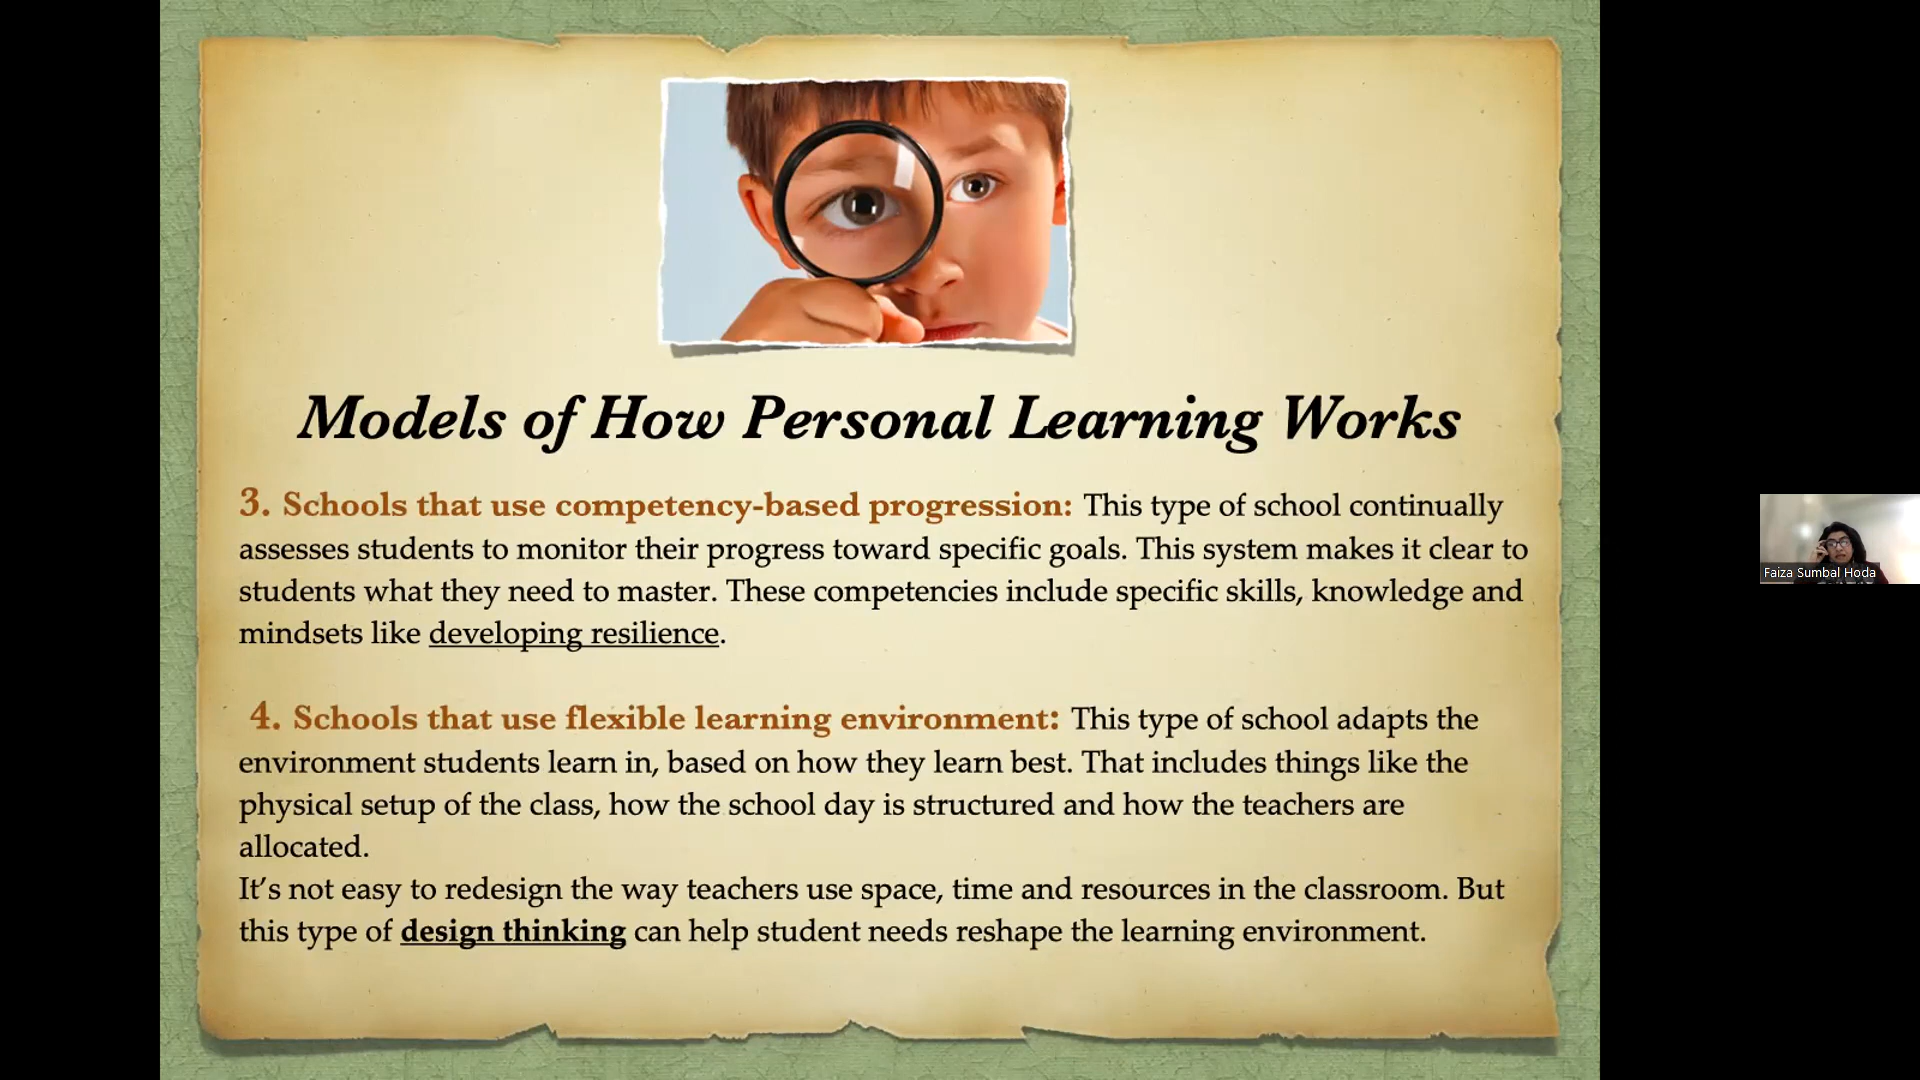 Models of How Personal Learning Works
3. Schools that use competency-based progression: This type of school continually
assesses students to monitor their progress toward specific goals. This system makes it clear to
students what they need to master. These competencies include specific skills, knowledge and
mindsets like developing resilience.
4. Schools that use flexible learning environment: This type of school adapts the
environment students learn in, based on how they learn best. That includes things like the
physical setup of the class, how the school day is structured and how the teachers are
allocated.
It’s not easy to redesign the way teachers use space, time and resources in the classroom. But
this type of design thinking can help student needs reshape the learning environment.
Faiza Sumbal Hoda